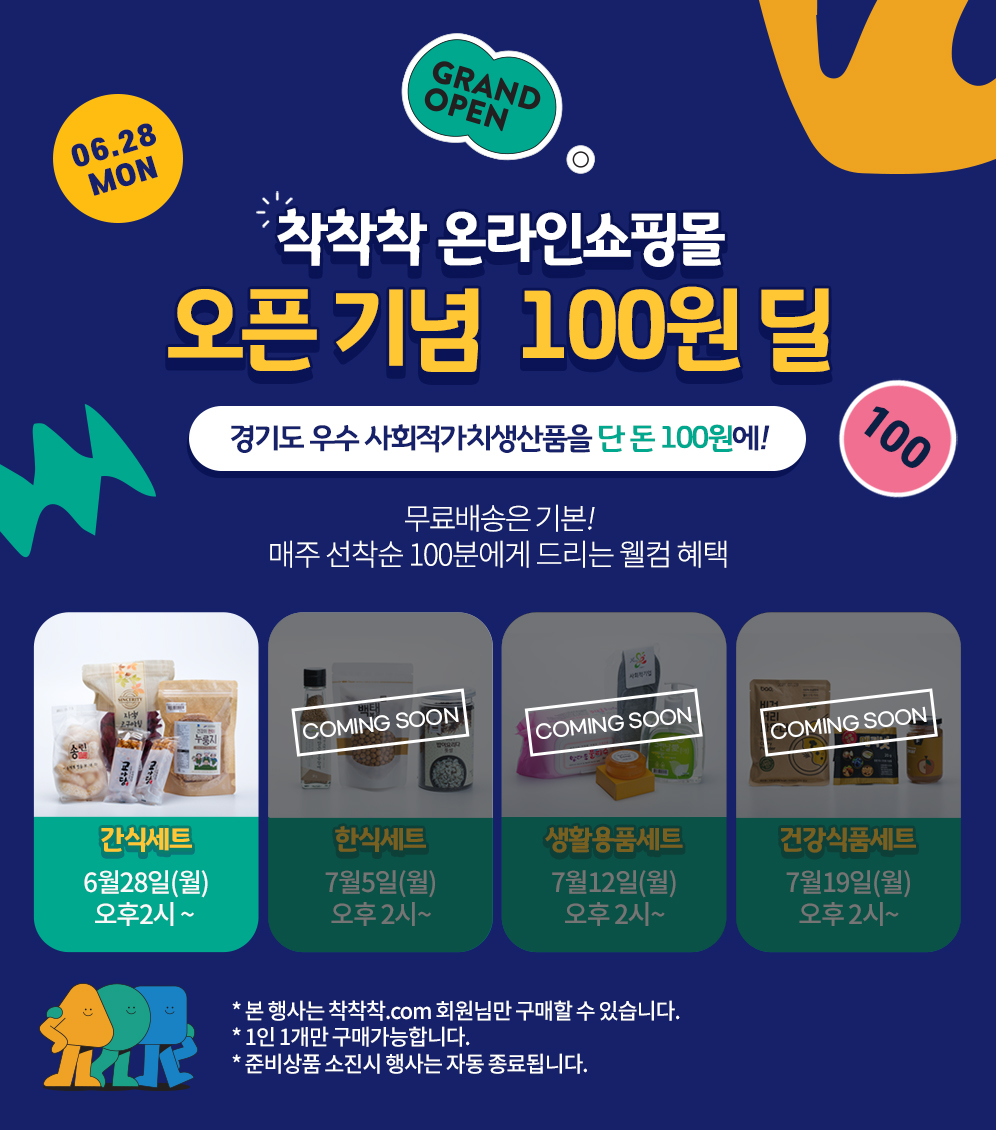 GRAND
OPEN
06.28
MON
착착착 온라인쇼핑몰
오픈 기념 100원 딜
경기도 우수 사회적가치생산품을 단 돈 100원에!
100
무료배송은 기본!
매주 선착순 100분에게 드리는 웰컴 혜택
SINCERITY
누룽지
백태
COMING SOON
COMING SOON
COMING SOON
간식세트
6월28일(월)
오후2시 ~
한식세트
7월5일(월)
오후 2시~
생활용품세트
7월12일(월)
오후 2시~
건강식품세트
7월19일(월)
오후 2시~
* 본 행사는 착착착.com 회원님만 구매할 수 있습니다.
* 1인 1개만 구매가능합니다.
* 준비상품 소진시 행사는 자동 종료됩니다.